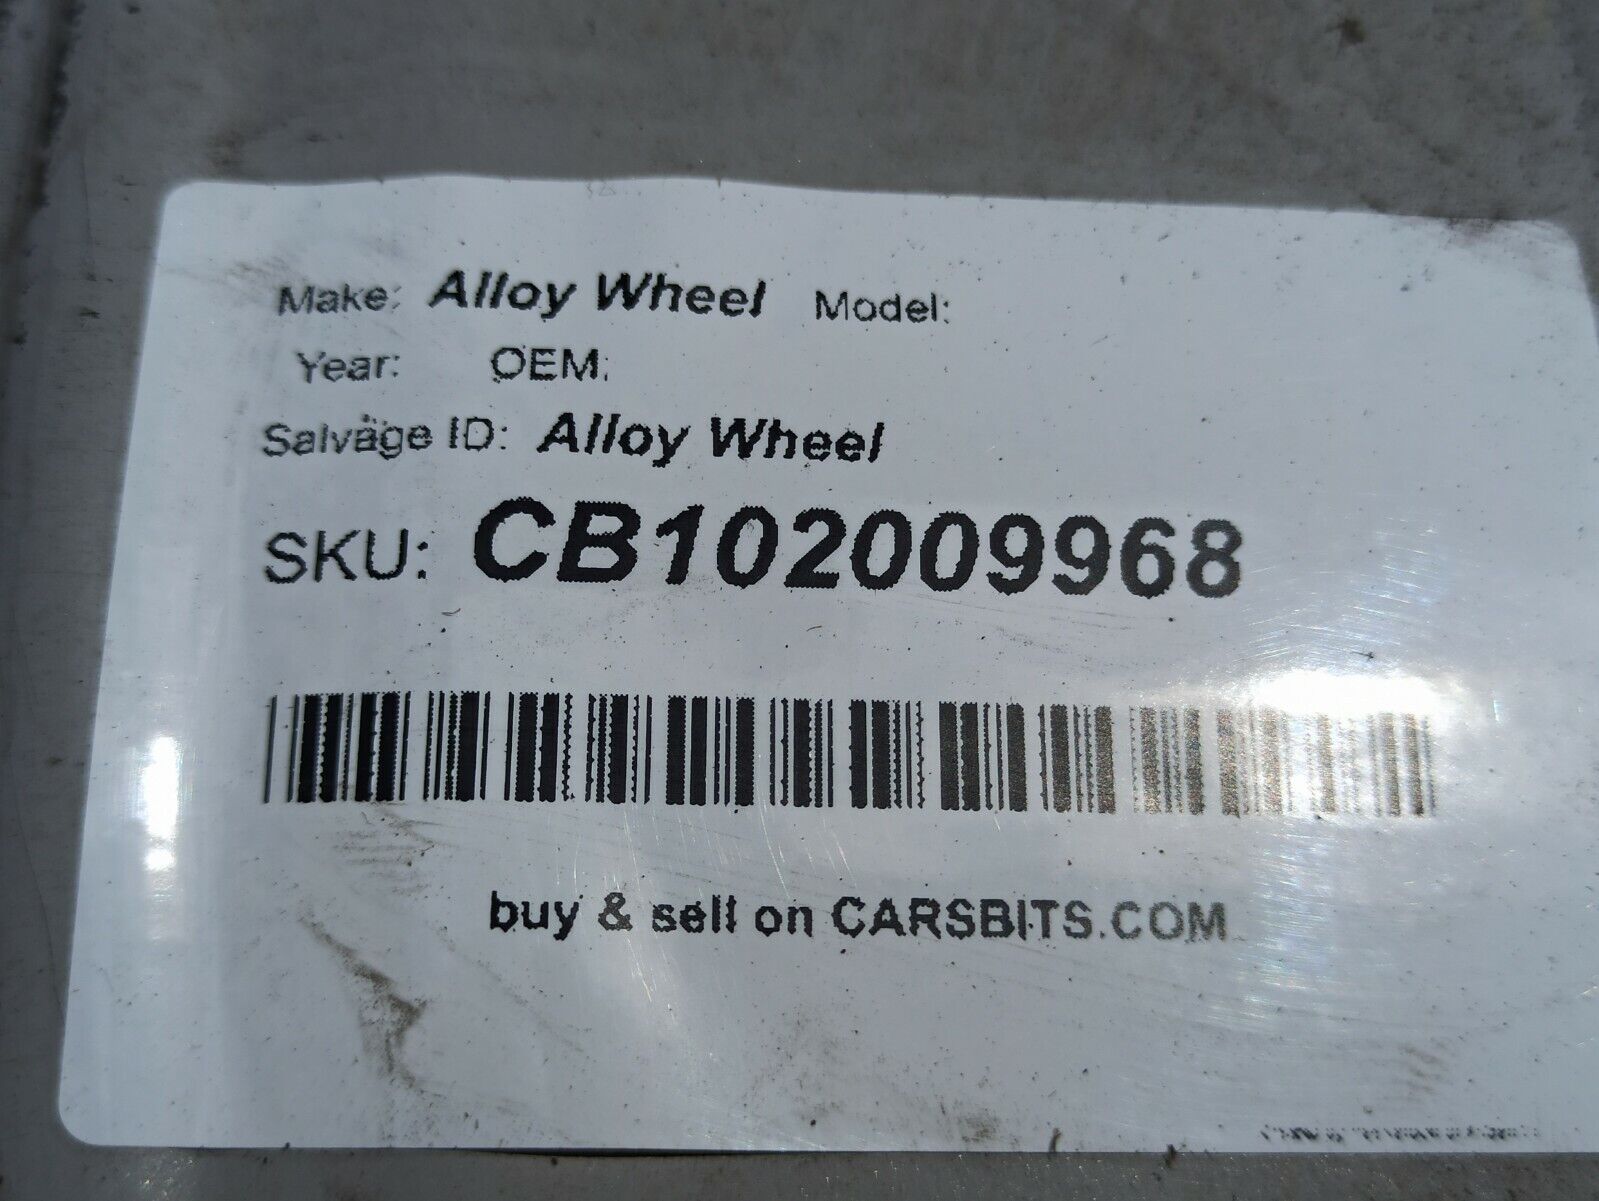 Make: Alloy Wheel Model:
Year: OEM:
Salvage ID: Alloy Wheel
SKU: CB102009968
buy & sell on CARSBITS.COM